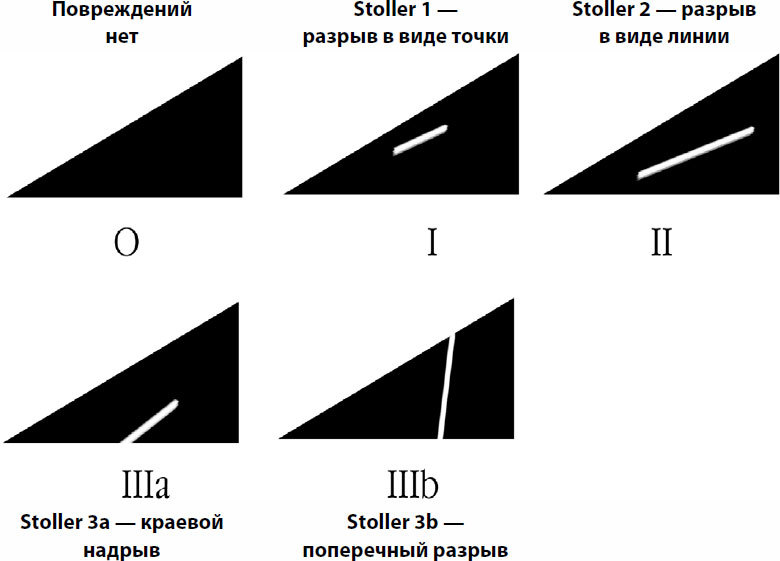 Повреждений
нет
Stoller 1 —
разрыв в виде точки
Stoller 2 — разрыв
в виде линии
O
I
II
IIIa
IIIb
Stoller 3a — краевой
надрыв
Stoller 3b —
поперечный разрыв